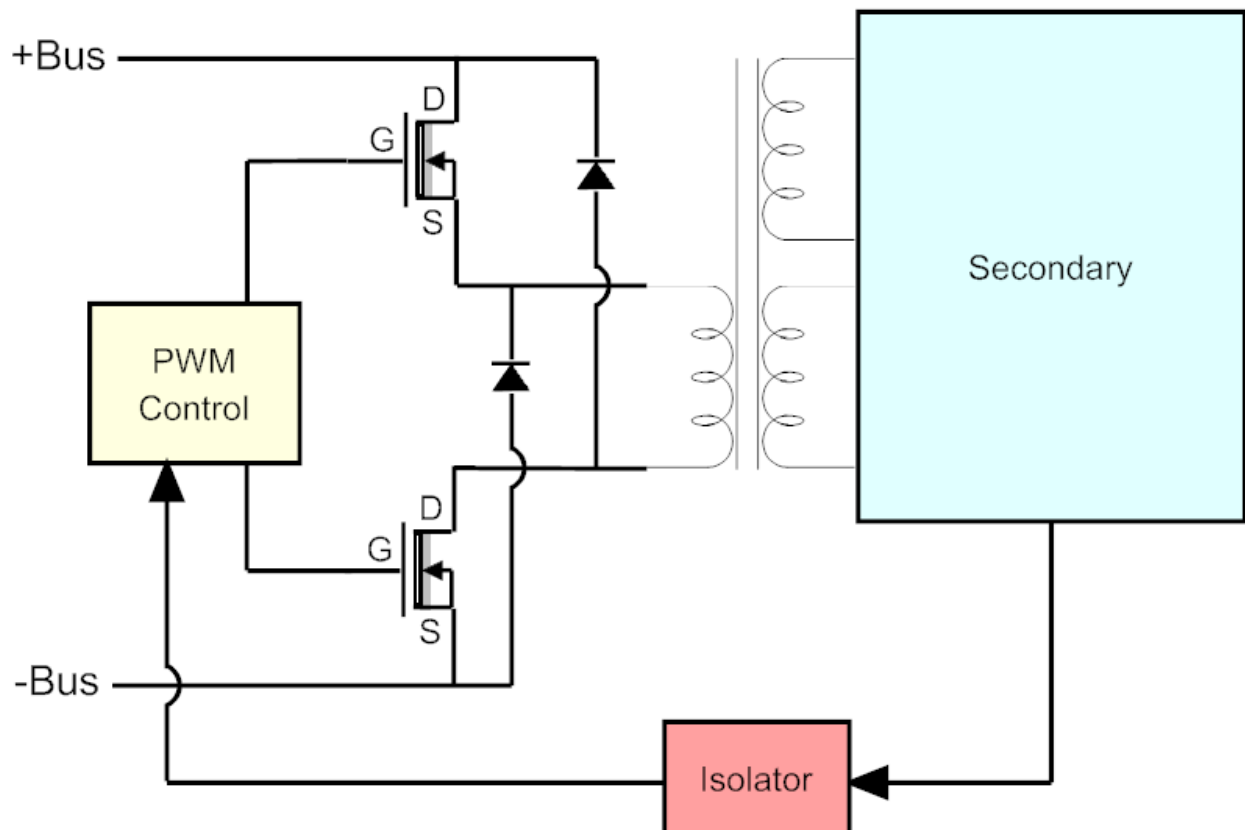 +Bus
D
G
S
Secondary
PWM
Control
D
G
S
-Bus
Isolator